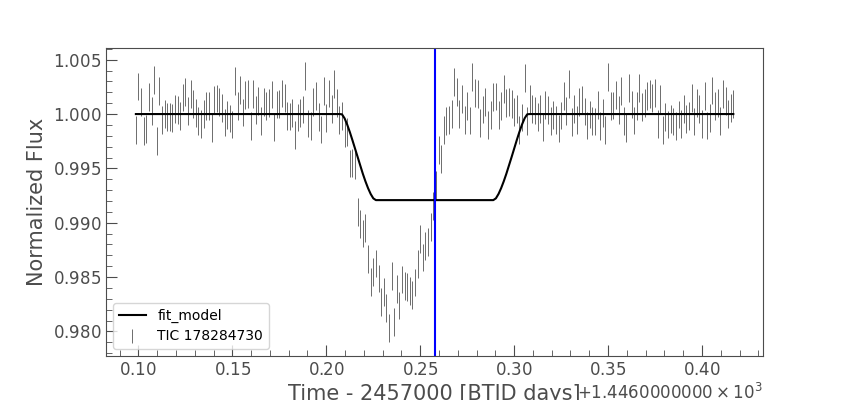 1.005
1.000
0.995
0.990
0.985
0.980
Normalized Flux
fit_model
TIC 178284730
0.10 0.15 0.20 0.25 0.30 0.35 0.40
Time - 2457000 [BTJD days]
+1.4460000000 × 10³